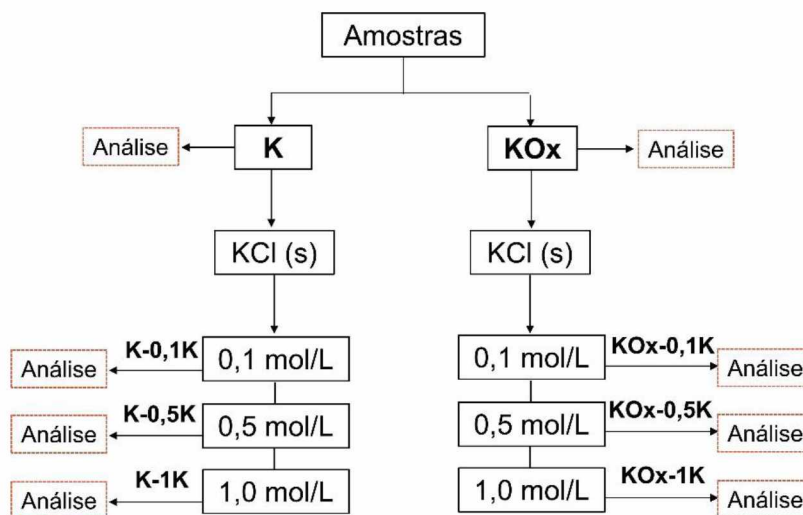 Amostras
Análise
K
KOx
Análise
KCl (s)
KCl (s)
K-0,1K
KOx-0,1K
Análise
0,1 mol/L
0,1 mol/L
Análise
K-0,5K
KOx-0,5K
Análise
0,5 mol/L
0,5 mol/L
Análise
K-1K
KOx-1K
Análise
1,0 mol/L
1,0 mol/L
Análise